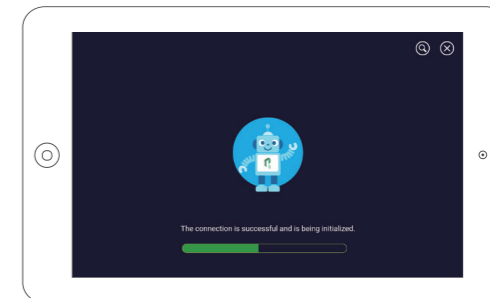 The connection is successful and is being initialized.